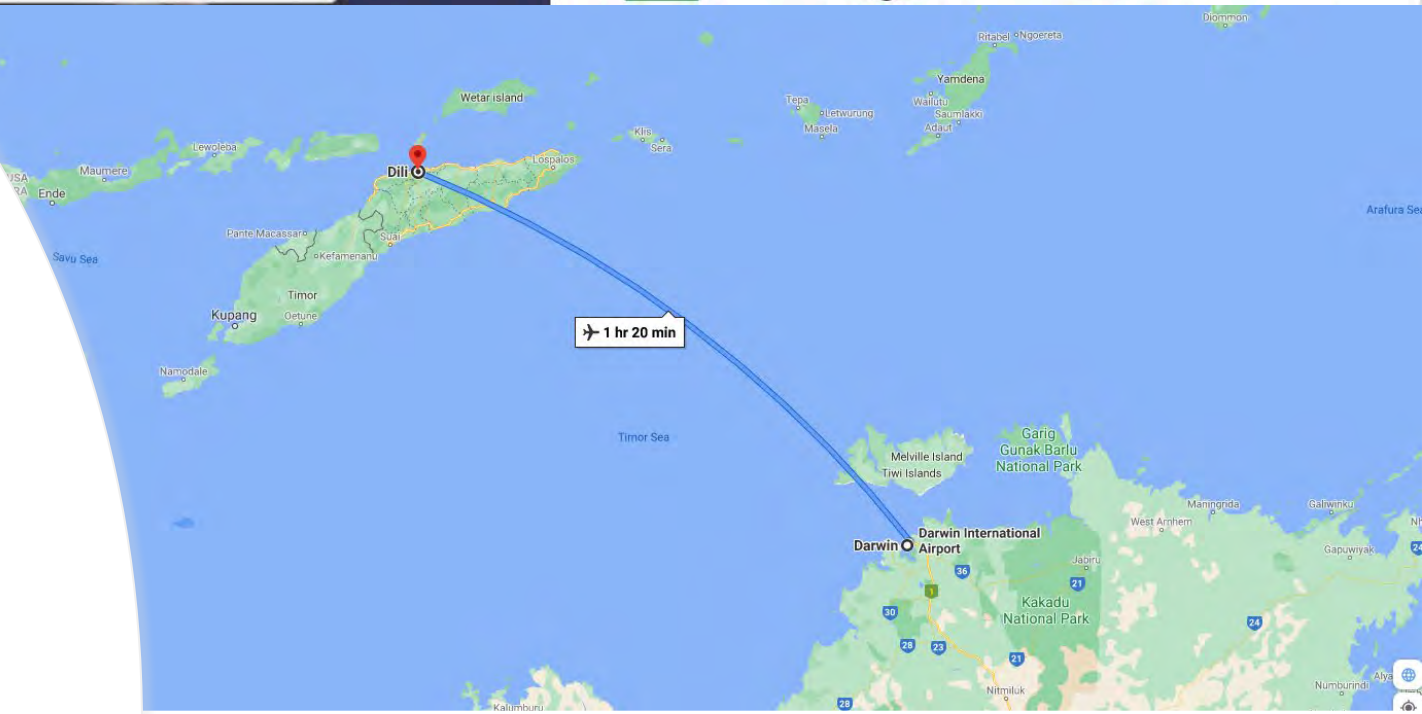 Diommon
Ritabel
Ngoereta
Yamdena
Wetar island
Tepa
Letwurung
Masela
Wailutu
Saumlakki
Adaut
Klis
Sera
Lewoleba
Lospalos
Maumere
Dili
Ende
Arafura Sea
Pante Macassar
Suai
Kefamenanu
Savu Sea
Timor
Kupang
Oetune
1 hr 20 min
Namodale
Timor Sea
Melville Island
Tiwi Islands
Garig
Gunak Barlu
National Park
Maningrida
Galiwinku
West Arnhem
Darwin
Darwin International
Airport
Gapuwiyak
24
Jabiru
36
21
1
Kakadu
National Park
30
24
28
23
21
Nitmiluk
Numburindi
28
Kalumburu